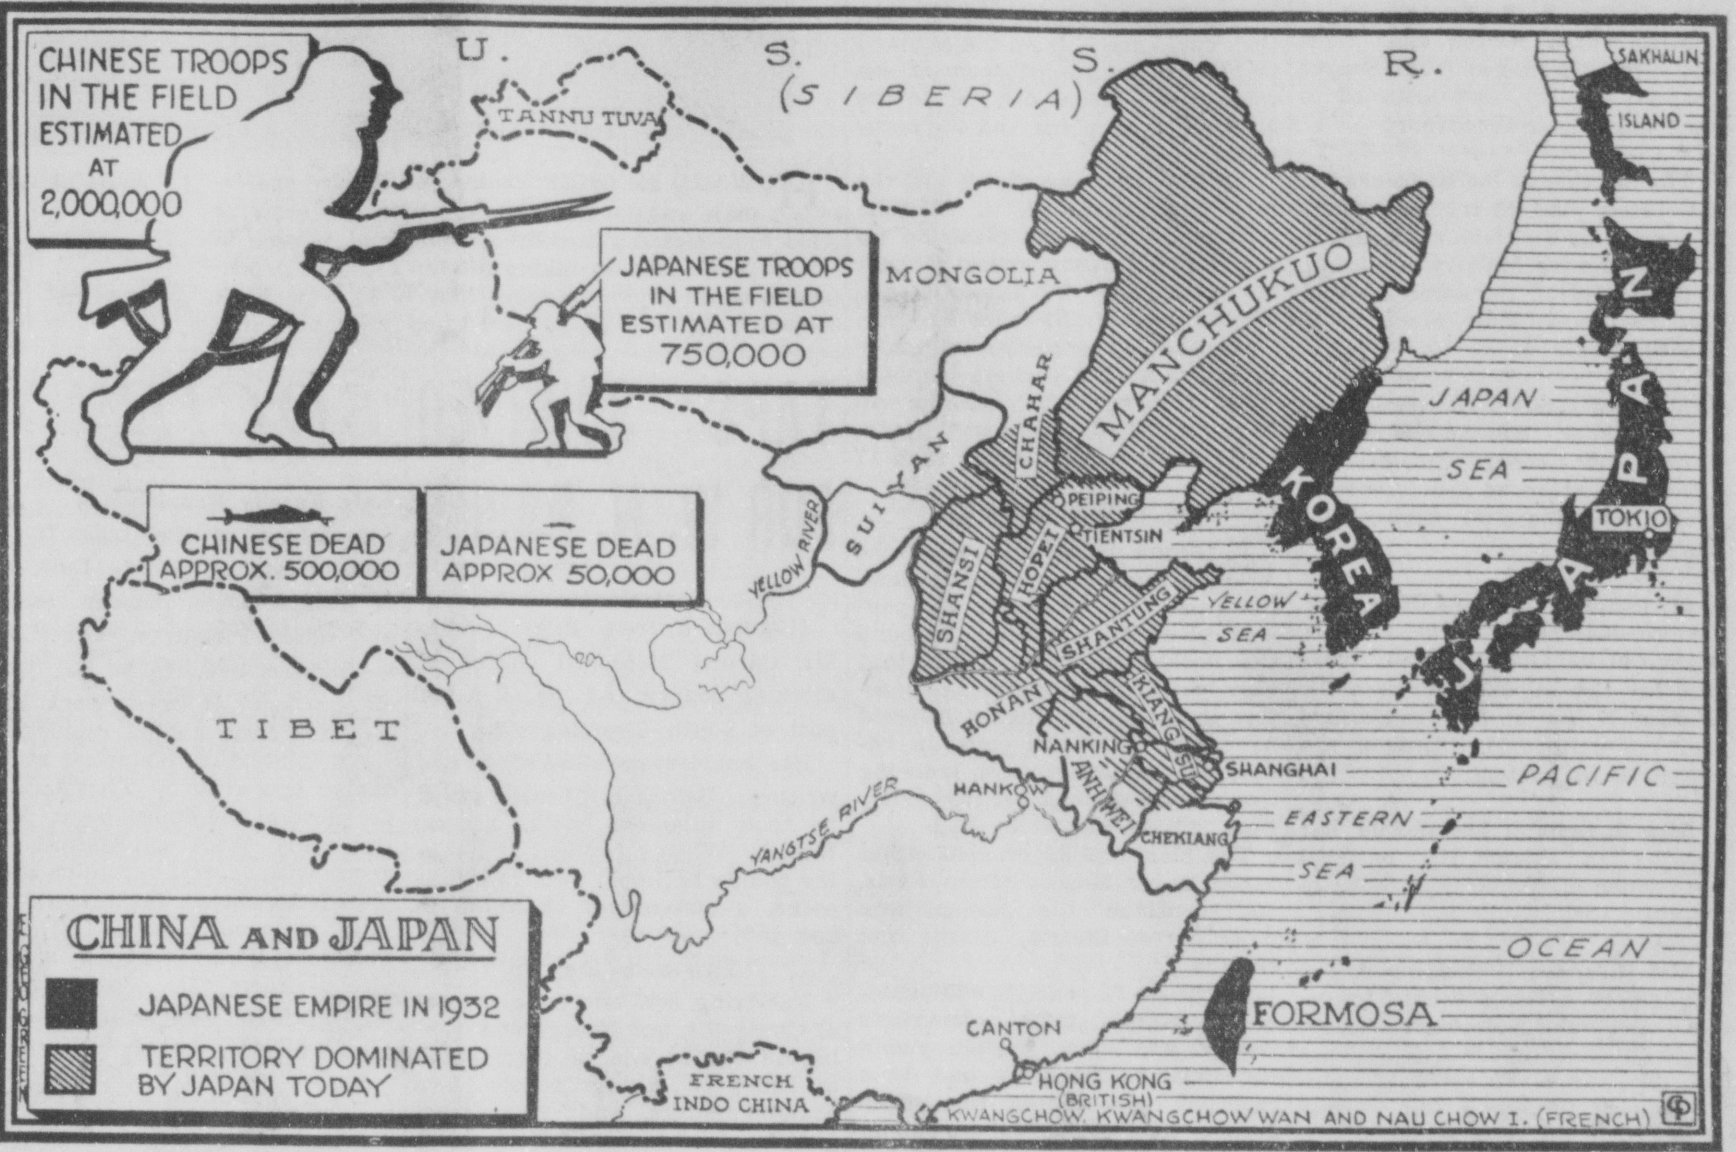 CHINESE TROOPS
IN THE FIELD
ESTIMATED
AT
2,000,000
U. S. S. R.
(SIBERIA)
TANNU TUVA
SAKHALIN
ISLAND
JAPANESE TROOPS
IN THE FIELD
ESTIMATED AT
750,000
MONGOLIA
MANCHUKUO
CHAHAR
SUIYAN
JAPAN
SEA
JAPAN
TOKIO
KOREA
PEIPING
TIENTSIN
HOPEI
SHANSI
SHANTUNG
YELLOW
SEA
CHINESE DEAD
APPROX. 500,000
JAPANESE DEAD
APPROX 50,000
YELLOW RIVER
TIBET
HONAN
KIANGSU
NANKING
ANHWEI
SHANGHAI
HANKOW
CHEKIANG
YANGTSE RIVER
PACIFIC
OCEAN
EASTERN
SEA
FORMOSA
CANTON
HONG KONG
(BRITISH)
KWANGCHOW, KWANGCHOW WAN AND NAU CHOW I. (FRENCH)
FRENCH
INDO CHINA
CHINA AND JAPAN
JAPANESE EMPIRE IN 1932
TERRITORY DOMINATED
BY JAPAN TODAY